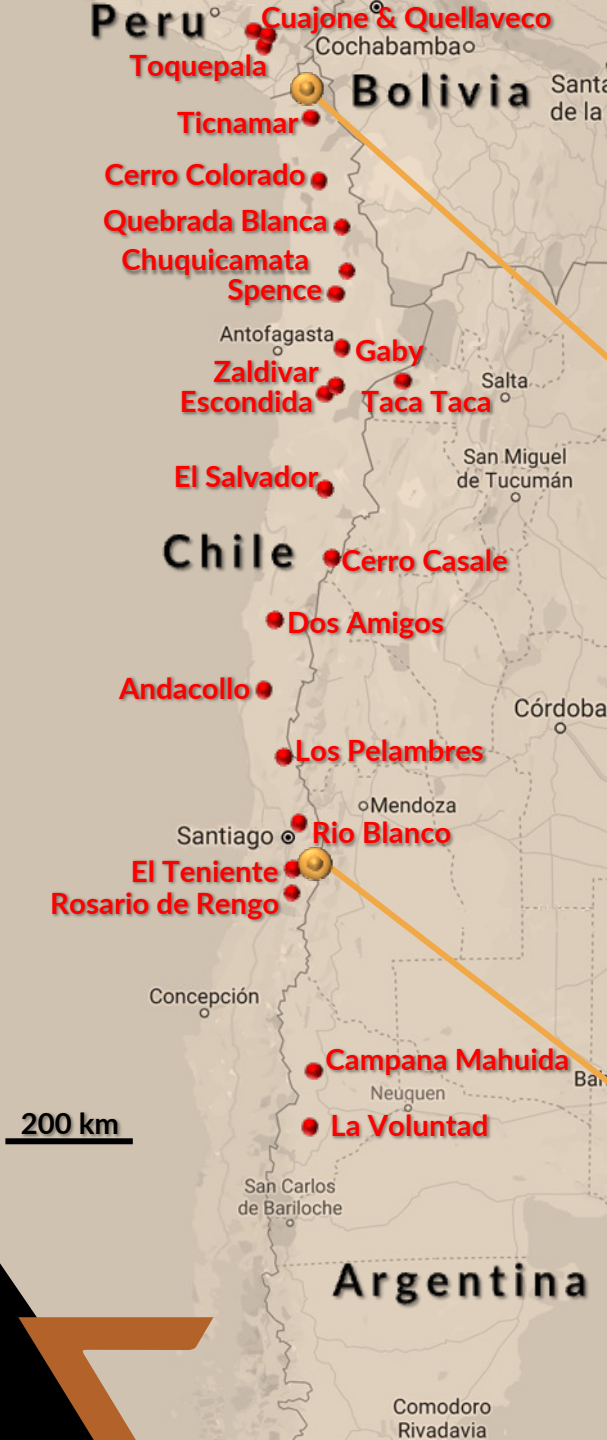 Peru
Cuajone & Quellaveco
Cochabamba
Toquepala
Bolivia
Santa
de la
Ticnamar
Cerro Colorado
Quebrada Blanca
Chuquicamata
Spence
Antofagasta
Gaby
Zaldivar
Salta
Escondida
Taca Taca
San Miguel
de Tucumán
El Salvador
Chile
Cerro Casale
Dos Amigos
Andacollo
Córdoba
Los Pelambres
Mendoza
Santiago
Rio Blanco
El Teniente
Rosario de Rengo
Concepción
Campana Mahuida
Neuquen
200 km
La Voluntad
San Carlos
de Bariloche
Argentina
Comodoro
Rivadavia